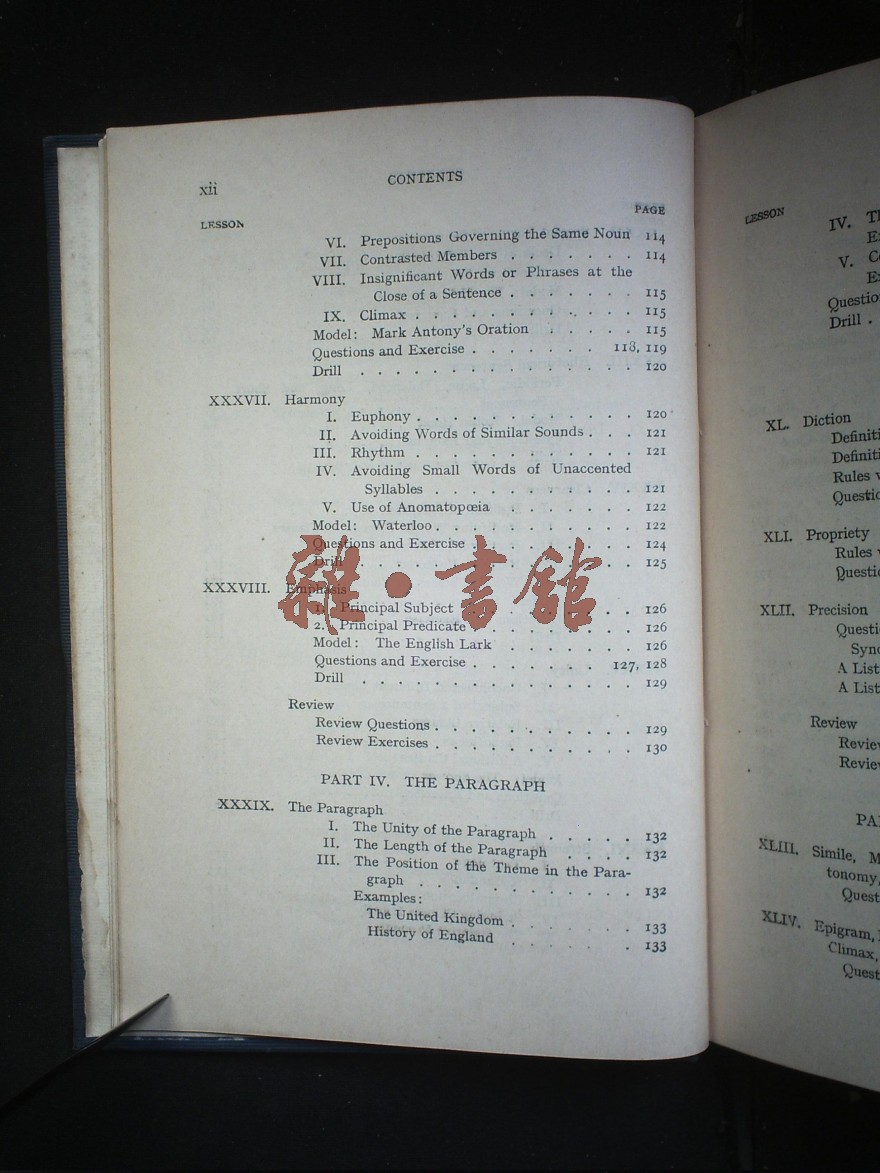 xii
CONTENTS
LESSON
PAGE
VI. Prepositions Governing the Same Noun 114
VII. Contrasted Members . . . . . . . 114
VIII. Insignificant Words or Phrases at the
Close of a Sentence . . . . . . . 115
IX. Climax . . . . . . . . . . . . 115
Model: Mark Antony's Oration . . . . . 115
Questions and Exercise . . . . . . . 118, 119
Drill . . . . . . . . . . . . . . . 120
XXXVII. Harmony
I. Euphony . . . . . . . . . . . . 120
II. Avoiding Words of Similar Sounds . . . 121
III. Rhythm . . . . . . . . . . . . 121
IV. Avoiding Small Words of Unaccented
Syllables . . . . . . . . . . . 121
V. Use of Anomatopœia . . . . . . . 122
Model: Waterloo . . . . . . . . . . . 122
Questions and Exercise . . . . . . . . . 124
Drill . . . . . . . . . . . . . . . 125
XXXVIII. Emphasis
1. Principal Subject . . . . . . . . . 126
2. Principal Predicate . . . . . . . . 126
Model: The English Lark . . . . . . . 126
Questions and Exercise . . . . . . . 127, 128
Drill . . . . . . . . . . . . . . . 129
Review
Review Questions . . . . . . . . . . . 129
Review Exercises . . . . . . . . . . . 130
PART IV. THE PARAGRAPH
XXXIX. The Paragraph
I. The Unity of the Paragraph . . . . . 132
II. The Length of the Paragraph . . . . 132
III. The Position of the Theme in the Para-
graph . . . . . . . . . . . . 132
Examples:
The United Kingdom . . . . . . . 133
History of England . . . . . . . 133
雜·書館
LESSON
IV.
V.
Drill .
XL. Diction
Rules
XLI. Propriety
Rules
XLII. Precision
A List
A List
Review
XLIII. Simile,
tonomy,
XLIV. Epigram,
Climax,